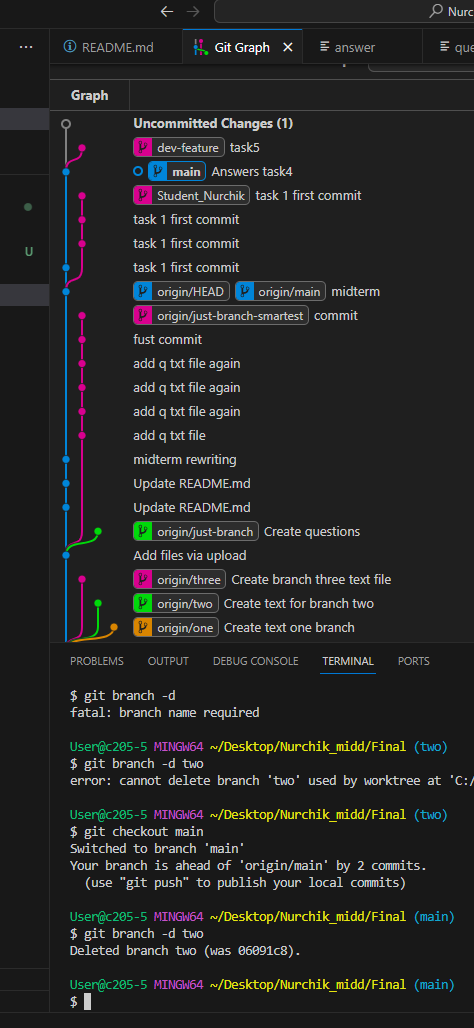 Nurc
README.md
Git Graph
answer
que
Graph
Uncommitted Changes (1)
dev-feature task5
main Answers task4
Student_Nurchik task 1 first commit
task 1 first commit
task 1 first commit
task 1 first commit
origin/HEAD origin/main midterm
origin/just-branch-smartest commit
fust commit
add q txt file again
add q txt file again
add q txt file again
add q txt file
midterm rewriting
Update README.md
Update README.md
origin/just-branch Create questions
Add files via upload
origin/three Create branch three text file
origin/two Create text for branch two
origin/one Create text one branch
U
PROBLEMS OUTPUT DEBUG CONSOLE TERMINAL PORTS
$ git branch -d
fatal: branch name required
User@c205-5 MINGW64 ~/Desktop/Nurchik_midd/Final (two)
$ git branch -d two
error: cannot delete branch 'two' used by worktree at 'C:/
User@c205-5 MINGW64 ~/Desktop/Nurchik_midd/Final (two)
$ git checkout main
Switched to branch 'main'
Your branch is ahead of 'origin/main' by 2 commits.
(use "git push" to publish your local commits)
User@c205-5 MINGW64 ~/Desktop/Nurchik_midd/Final (main)
$ git branch -d two
Deleted branch two (was 06091c8).
User@c205-5 MINGW64 ~/Desktop/Nurchik_midd/Final (main)
$